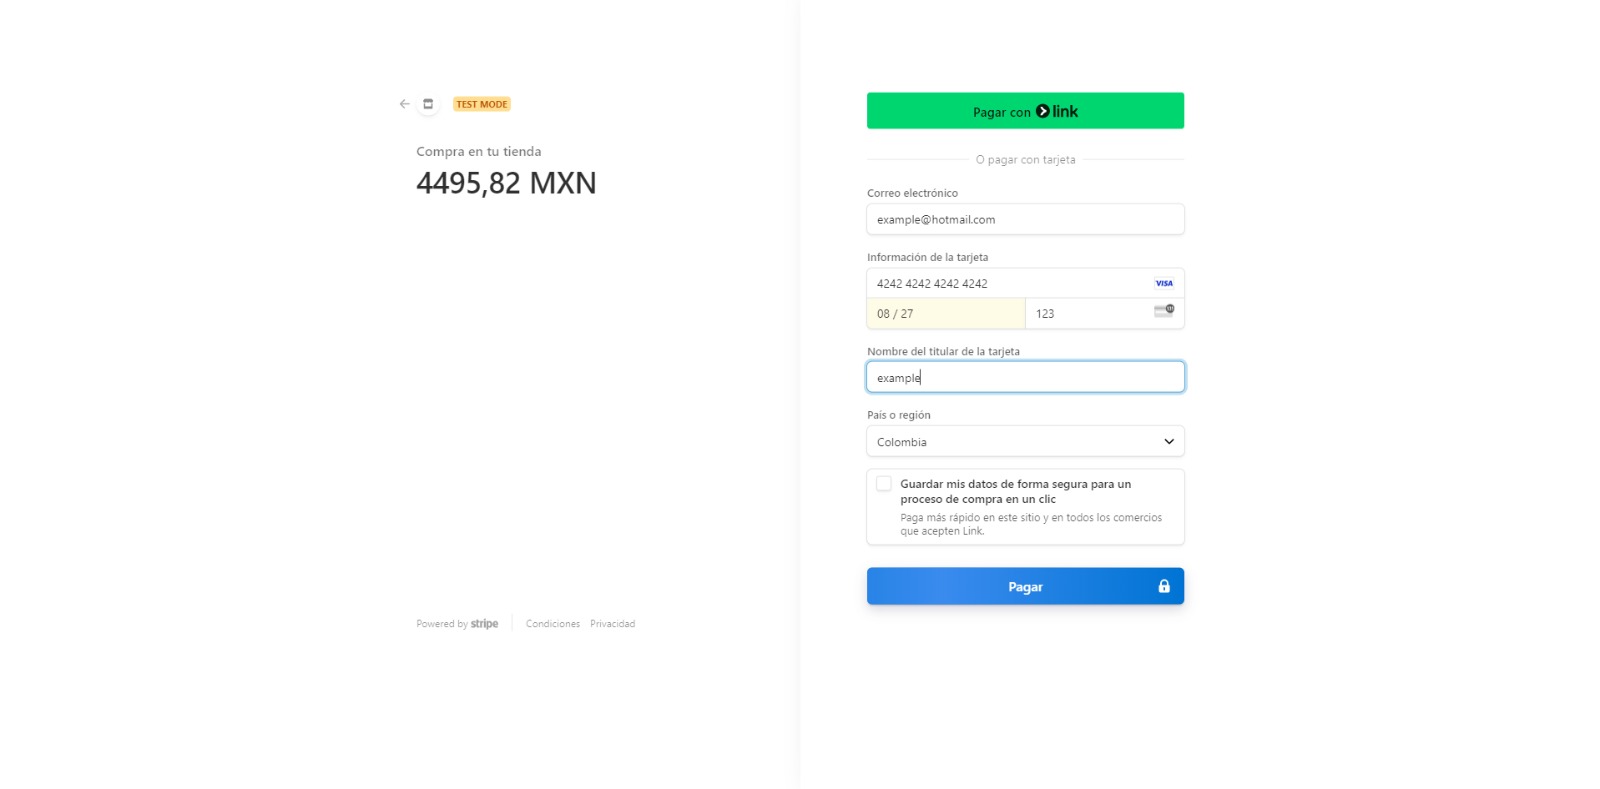 TEST MODE
Compra en tu tienda
4495,82 MXN
Powered by stripe
Condiciones
Privacidad
Pagar con link
O pagar con tarjeta
Correo electrónico
example@hotmail.com
Información de la tarjeta
4242 4242 4242 4242
VISA
08 / 27
123
Nombre del titular de la tarjeta
example
País o región
Colombia
Guardar mis datos de forma segura para un
proceso de compra en un clic
Paga más rápido en este sitio y en todos los comercios
que acepten Link.
Pagar